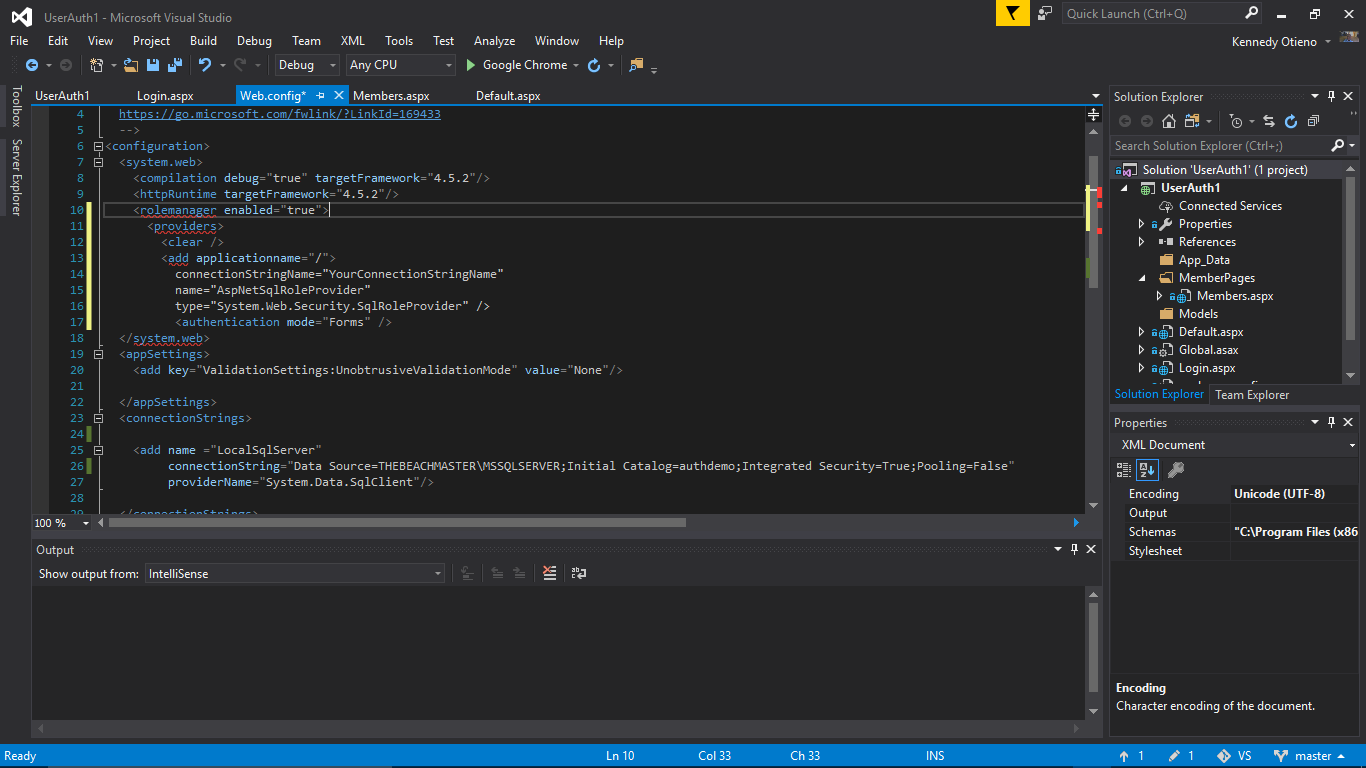 UserAuth1 - Microsoft Visual Studio
Quick Launch (Ctrl+Q)
File Edit View Project Build Debug Team XML Tools Test Analyze Window Help
Kennedy Otieno
Debug Any CPU Google Chrome
Toolbox
Server Explorer
UserAuth1 Login.aspx Web.config* Members.aspx Default.aspx
4 https://go.microsoft.com/fwlink/?LinkId=169433
5 -->
6 <configuration>
7 <system.web>
8 <compilation debug="true" targetFramework="4.5.2"/>
9 <httpRuntime targetFramework="4.5.2"/>
10 <rolemanager enabled="true">
11 <providers>
12 <clear />
13 <add applicationname="/">
14 connectionStringName="YourConnectionStringName"
15 name="AspNetSqlRoleProvider"
16 type="System.Web.Security.SqlRoleProvider" />
17 <authentication mode="Forms" />
18 </system.web>
19 <appSettings>
20 <add key="ValidationSettings:UnobtrusiveValidationMode" value="None"/>
21
22 </appSettings>
23 <connectionStrings>
24
25 <add name ="LocalSqlServer"
26 connectionString="Data Source=THEBEACHMASTER\MSSQLSERVER;Initial Catalog=authdemo;Integrated Security=True;Pooling=False"
27 providerName="System.Data.SqlClient"/>
28
29 </connectionStrings>
100 %
Output
Show output from: IntelliSense
Solution Explorer
Search Solution Explorer (Ctrl+;)
Solution 'UserAuth1' (1 project)
UserAuth1
Connected Services
Properties
References
App_Data
MemberPages
Members.aspx
Models
Default.aspx
Global.asax
Login.aspx
Solution Explorer Team Explorer
Properties
XML Document
Encoding Unicode (UTF-8)
Output
Schemas "C:\Program Files (x86
Stylesheet
Encoding
Character encoding of the document.
Ready Ln 10 Col 33 Ch 33 INS 1 1 VS master